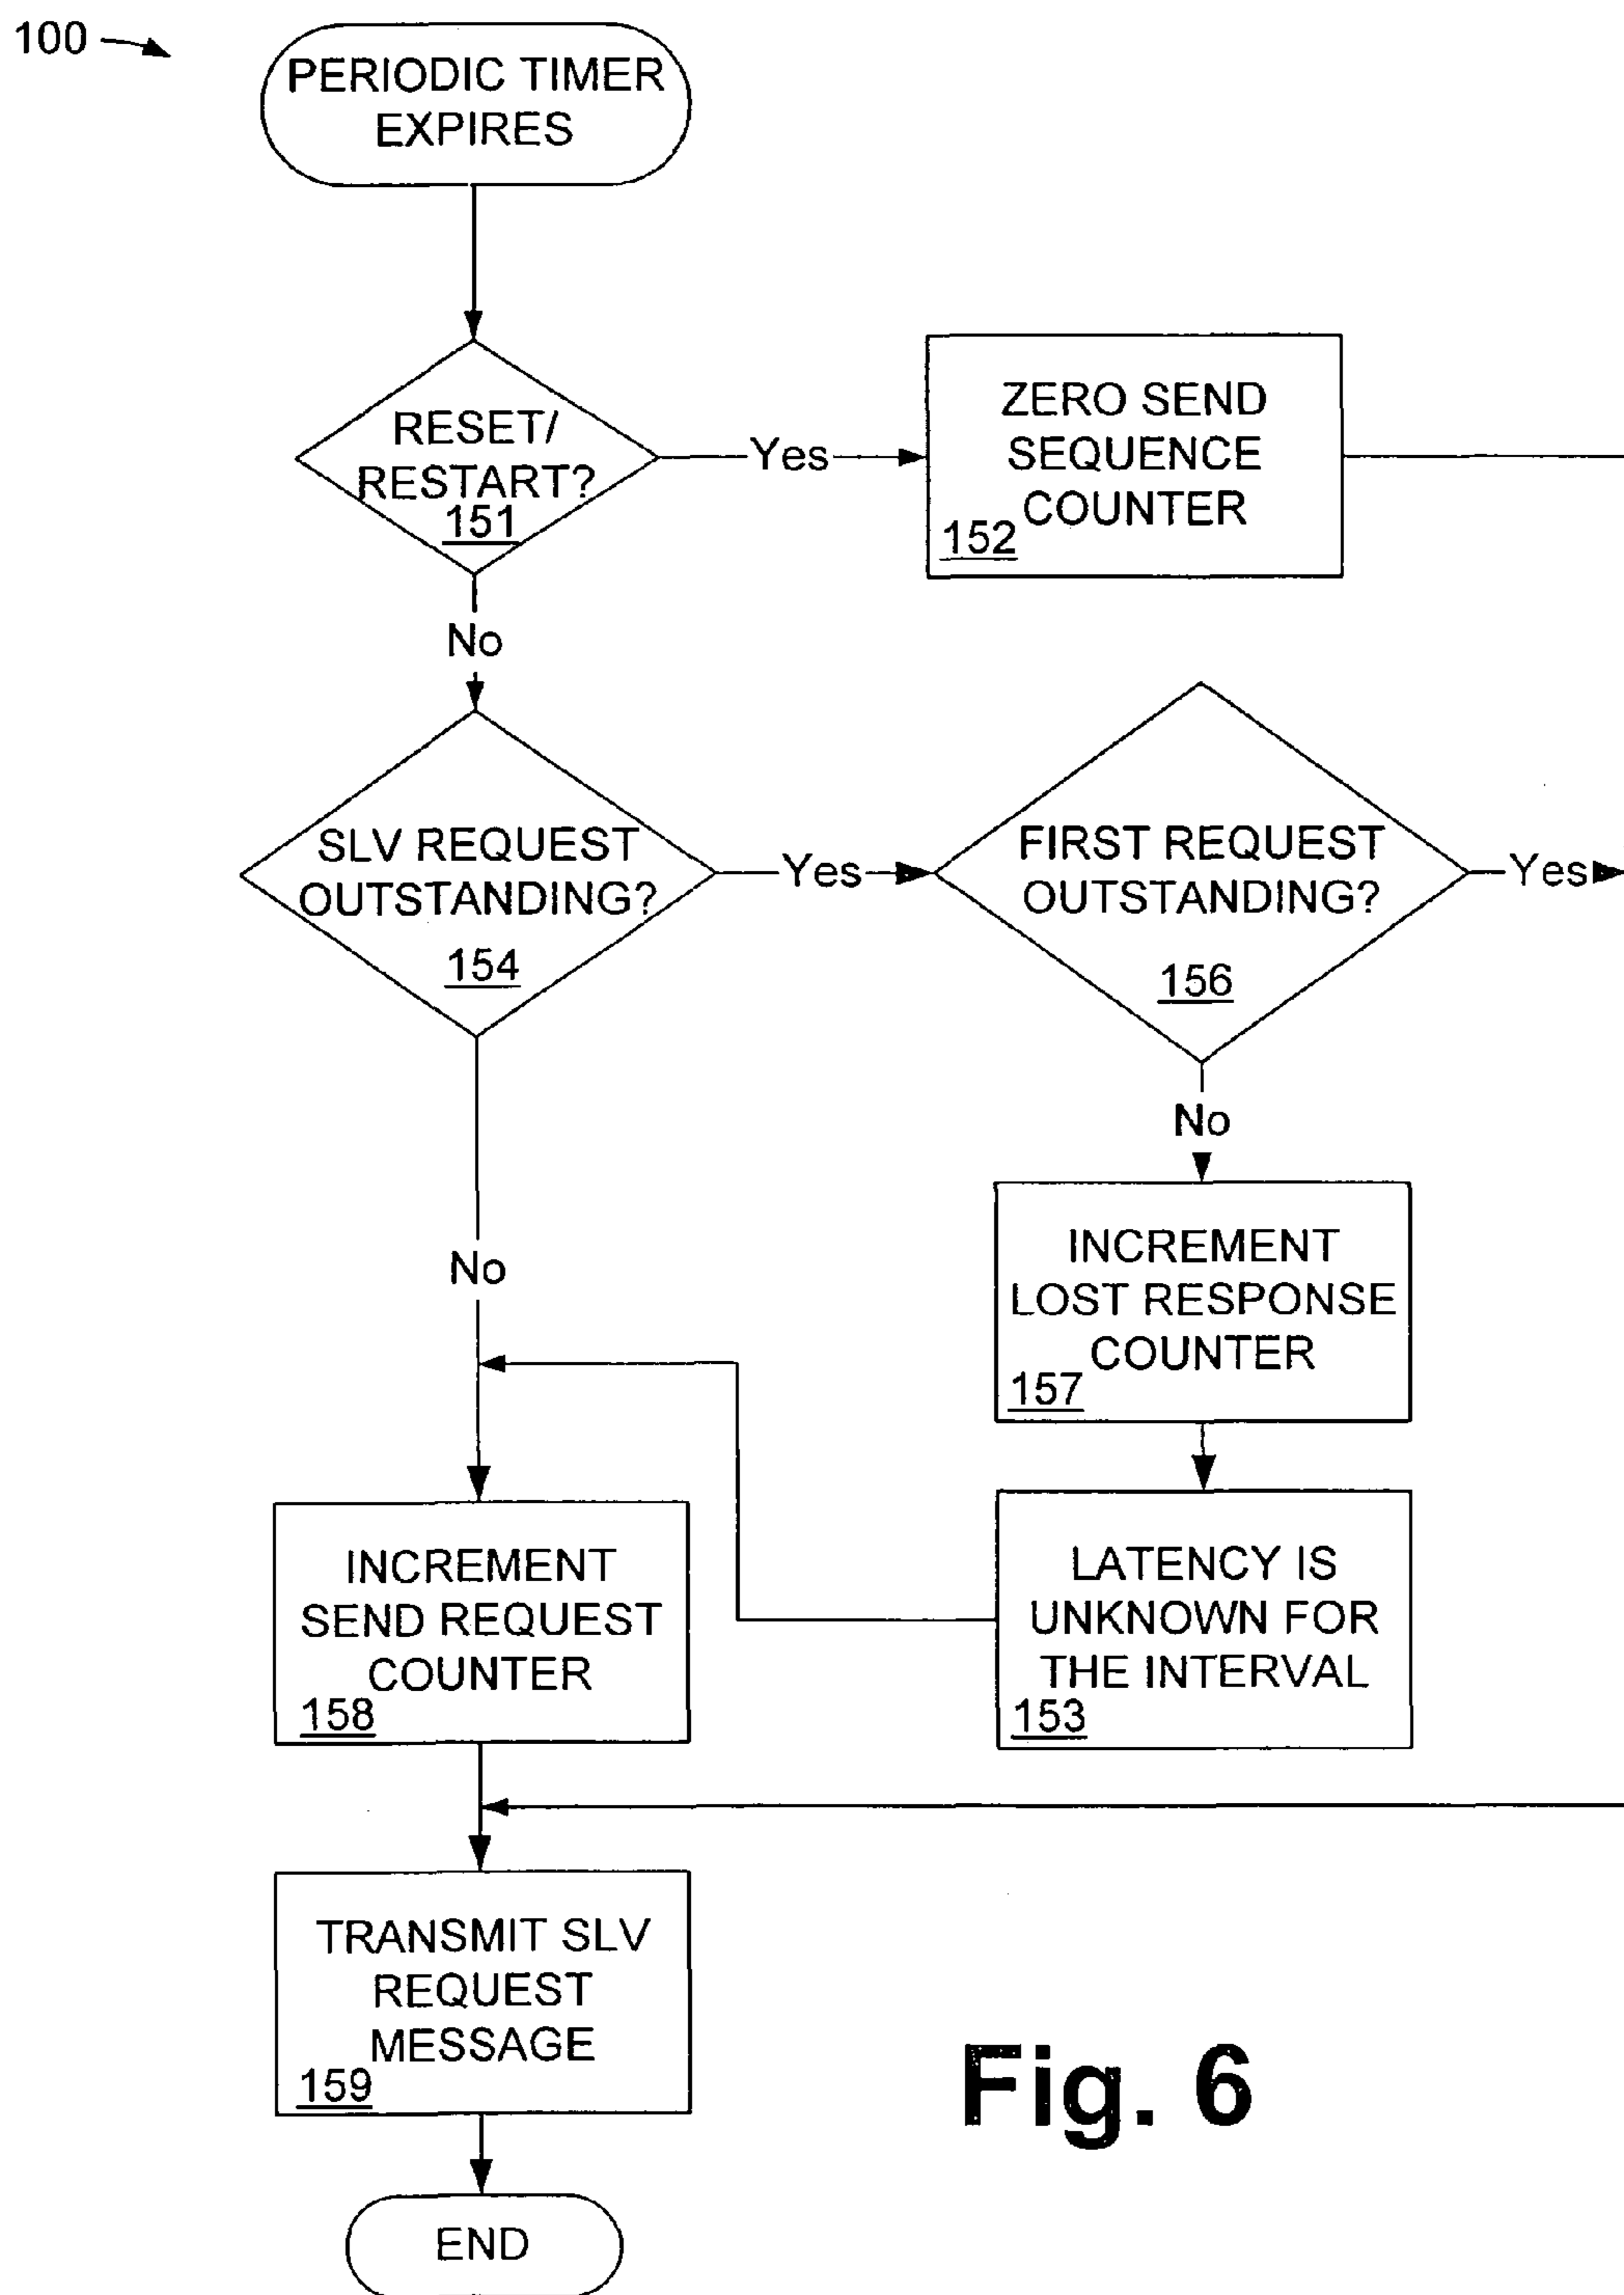 100
PERIODIC TIMER
EXPIRES
RESET/
RESTART?
151
Yes
ZERO SEND
SEQUENCE
COUNTER
152
No
SLV REQUEST
OUTSTANDING?
154
Yes
FIRST REQUEST
OUTSTANDING?
156
Yes
No
No
INCREMENT
LOST RESPONSE
COUNTER
157
INCREMENT
SEND REQUEST
COUNTER
158
LATENCY IS
UNKNOWN FOR
THE INTERVAL
153
TRANSMIT SLV
REQUEST
MESSAGE
159
END
Fig. 6